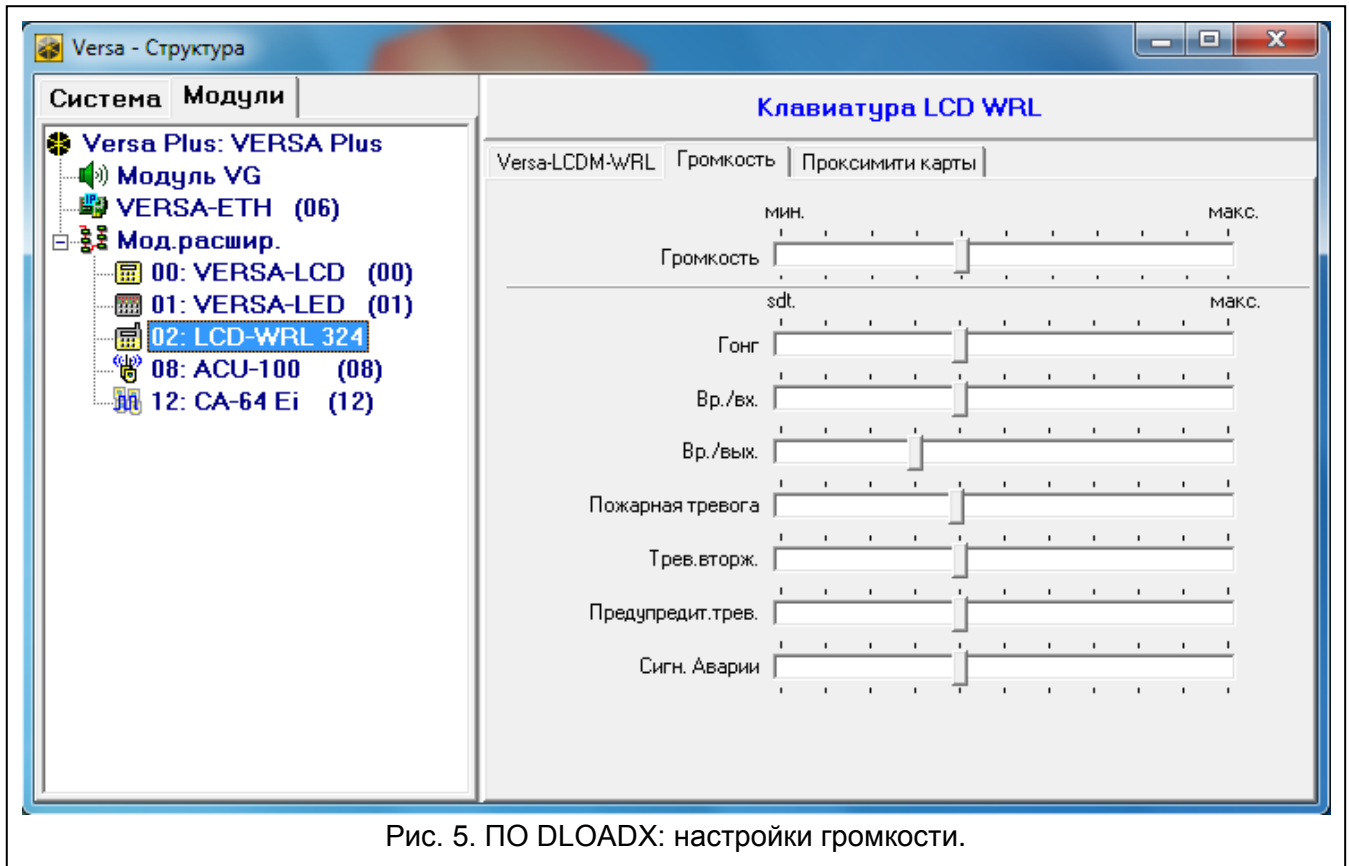 Versa - Структура
Система Модули
Versa Plus: VERSA Plus
Модуль VG
VERSA-ETH (06)
Мод.расшир.
00: VERSA-LCD (00)
01: VERSA-LED (01)
02: LCD-WRL 324
08: ACU-100 (08)
12: CA-64 Ei (12)
Клавиатура LCD WRL
Versa-LCDM-WRL Громкость Проксимити карты
мин. макс.
Громкость
sdt. макс.
Гонг
Вр./вх.
Вр./вых.
Пожарная тревога
Трев.вторж.
Предупредит.трев.
Сигн. Аварии
Рис. 5. ПО DLOADX: настройки громкости.